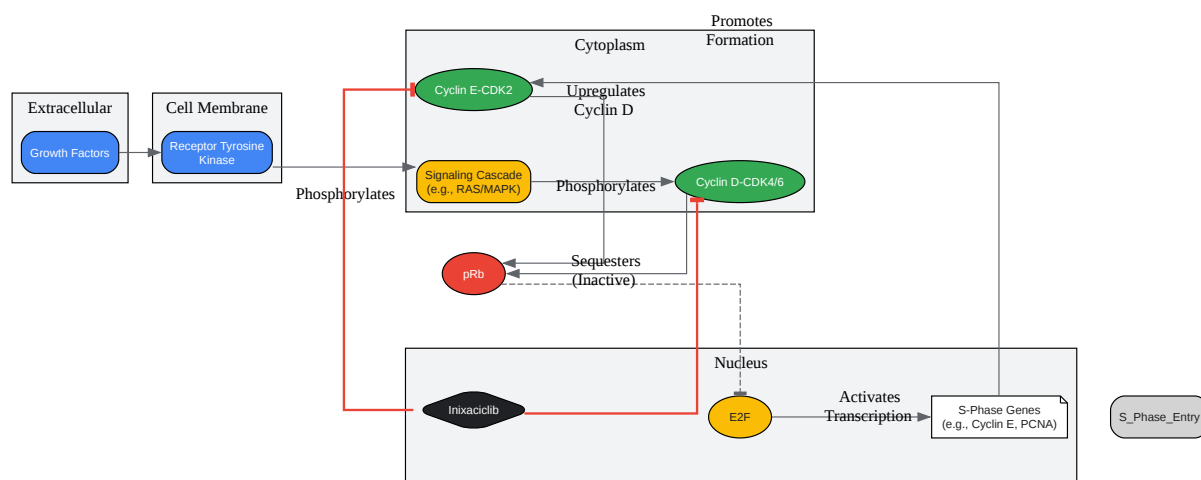 Promotes
Formation
Cytoplasm
Cyclin E-CDK2
Upregulates
Cyclin D
Extracellular
Cell Membrane
Growth Factors
Receptor Tyrosine
Kinase
Signaling Cascade
(e.g., RAS/MAPK)
Phosphorylates
Cyclin D-CDK4/6
Phosphorylates
pRb
Sequesters
(Inactive)
Nucleus
Inixaciclib
E2F
Activates
Transcription
S-Phase Genes
(e.g., Cyclin E, PCNA)
S_Phase_Entry